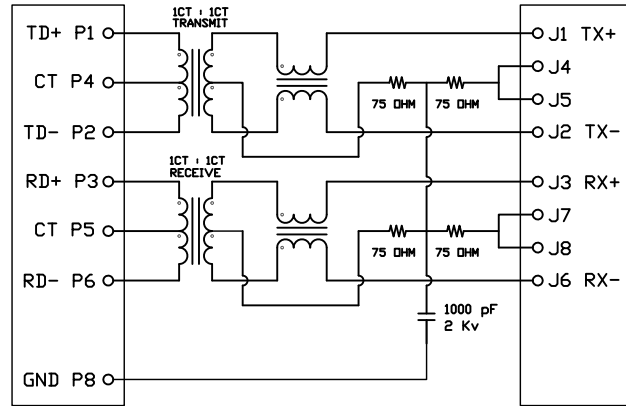 1CT : 1CT
TRANSMIT
TD+ P1
J1 TX+
J4
CT P4
75 OHM
75 OHM
J5
TD- P2
J2 TX-
1CT : 1CT
RECEIVE
RD+ P3
J3 RX+
J7
CT P5
75 OHM
75 OHM
J8
RD- P6
J6 RX-
1000 pF
2 Kv
GND P8